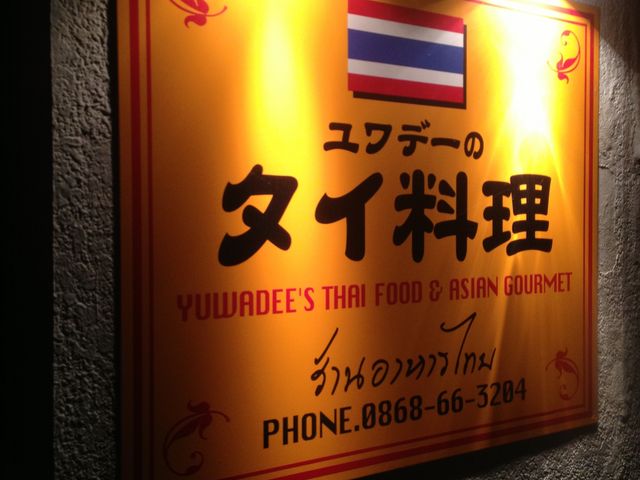 ユワデーの
タイ料理
YUWADEE'S THAI FOOD & ASIAN GOURMET
ร้านอาหารไทย
PHONE.0868-66-3204